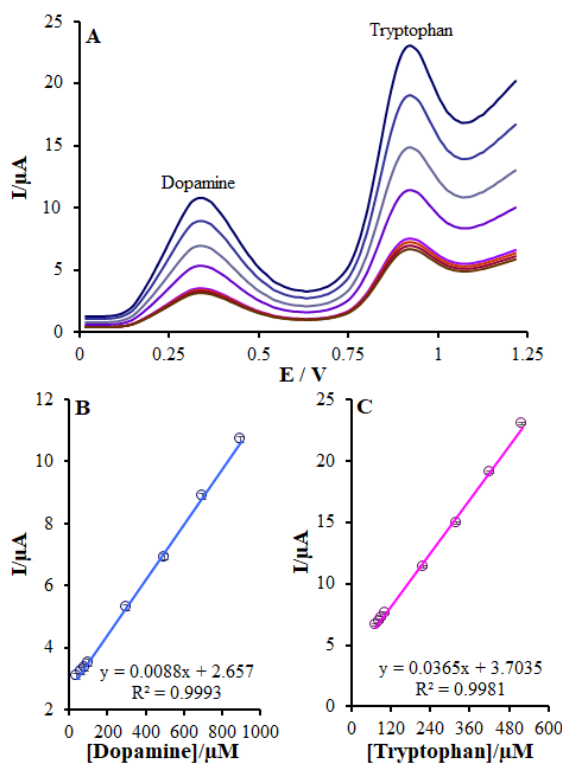 A
Tryptophan
Dopamine
I/µA
25
20
15
10
5
0
0
0.25
0.5
0.75
1
1.25
E / V
B
I/µA
12
10
8
6
4
2
y = 0.0088x + 2.657
R² = 0.9993
0 200 400 600 800 1000
[Dopamine]/µM
C
I/µA
25
20
15
10
5
0
y = 0.0365x + 3.7035
R² = 0.9981
0 120 240 360 480 600
[Tryptophan]/µM